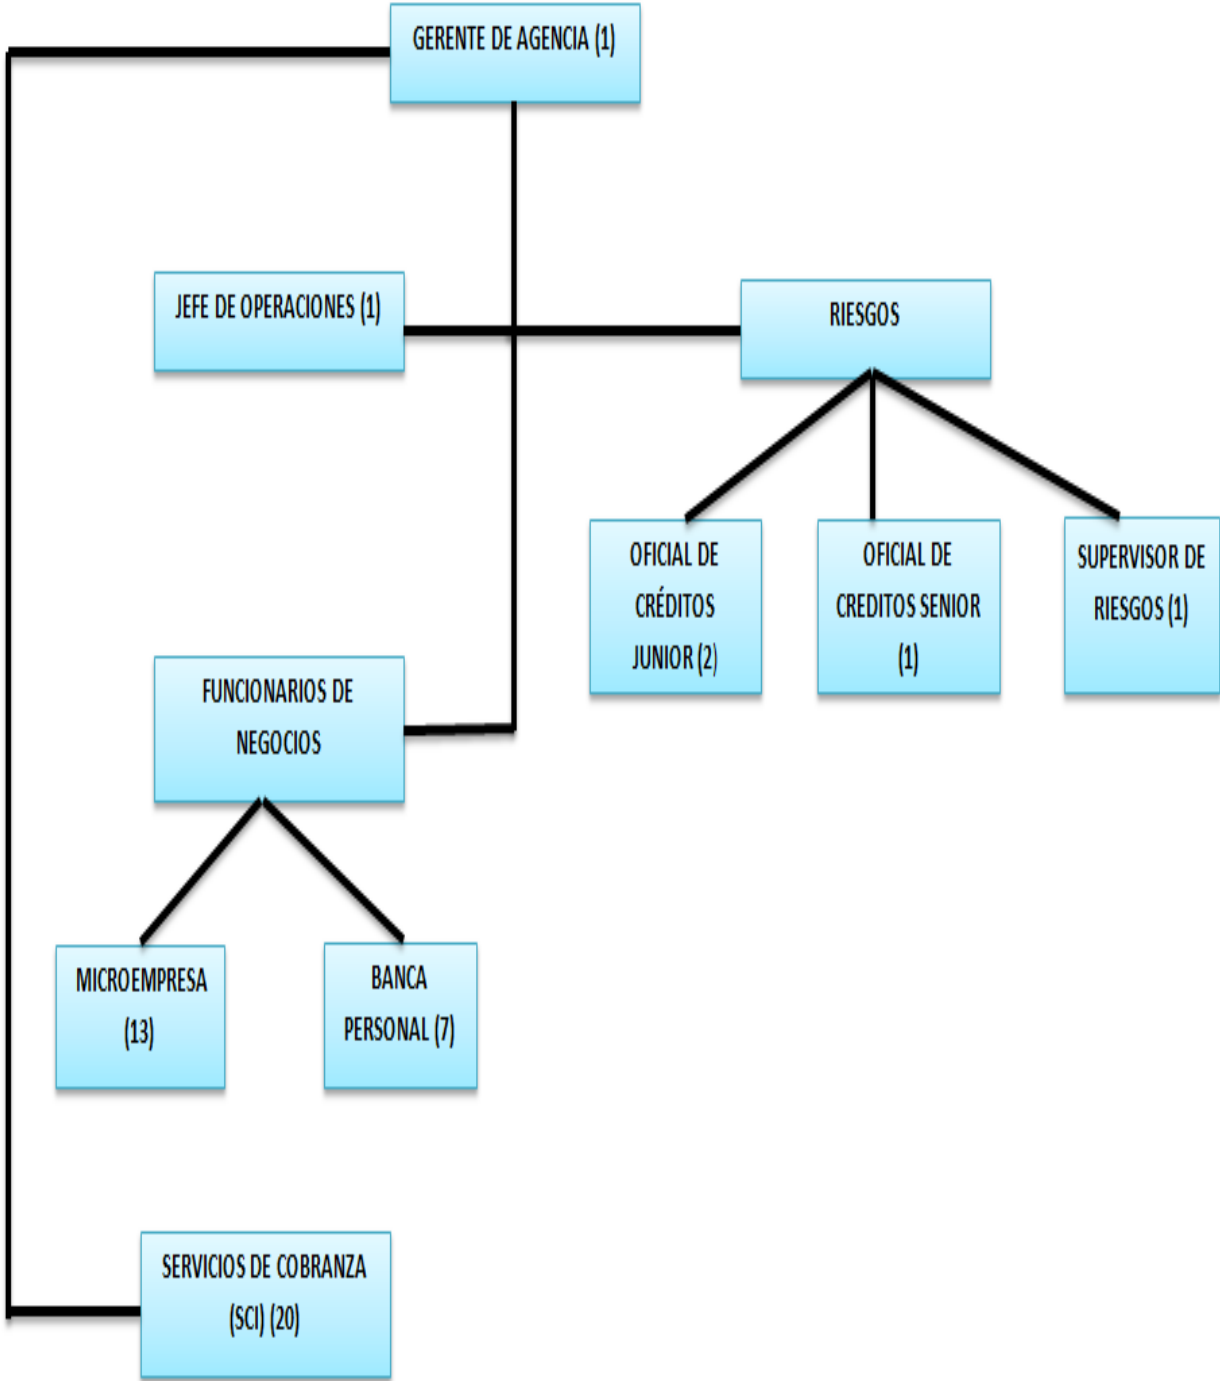 GERENTE DE AGENCIA (1)
JEFE DE OPERACIONES (1)
RIESGOS
OFICIAL DE
CRÉDITOS
JUNIOR (2)
OFICIAL DE
CREDITOS SENIOR
(1)
SUPERVISOR DE
RIESGOS (1)
FUNCIONARIOS DE
NEGOCIOS
MICROEMPRESA
(13)
BANCA
PERSONAL (7)
SERVICIOS DE COBRANZA
(SCI) (20)